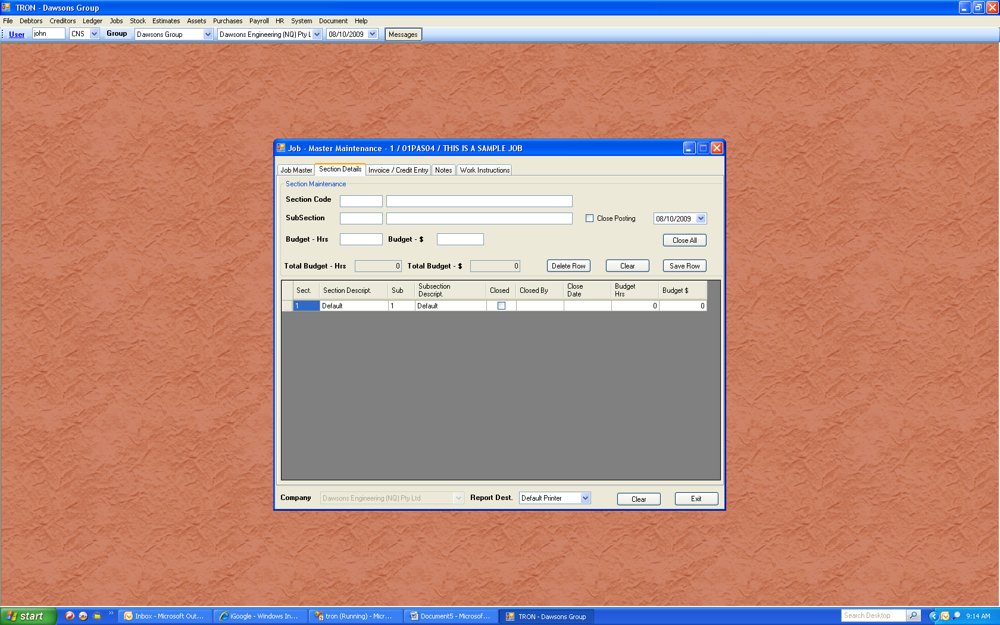 TRON - Dawsons Group
File Debtors Creditors Ledger Jobs Stock Estimates Assets Purchases Payroll HR System Document Help
User john CNS Group Dawsons Group Dawsons Engineering (NQ) Pty L 08/10/2009 Messages
Job - Master Maintenance - 1 / 01PAS04 / THIS IS A SAMPLE JOB
Job Master Section Details Invoice / Credit Entry Notes Work Instructions
Section Maintenance
Section Code
SubSection Close Posting 08/10/2009
Budget - Hrs Budget - $ Close All
Total Budget - Hrs 0 Total Budget - $ 0 Delete Row Clear Save Row
Sect. Section Descript. Sub Subsection Descript. Closed Closed By Close Date Budget Hrs Budget $
1 Default 1 Default 0 0
Company Dawsons Engineering (NQ) Pty Ltd Report Dest. Default Printer Clear Exit
start Inbox - Microsoft Out... iGoogle - Windows In... tron (Running) - Micr... Document5 - Microsof... TRON - Dawsons Group Search Desktop 9:14 AM